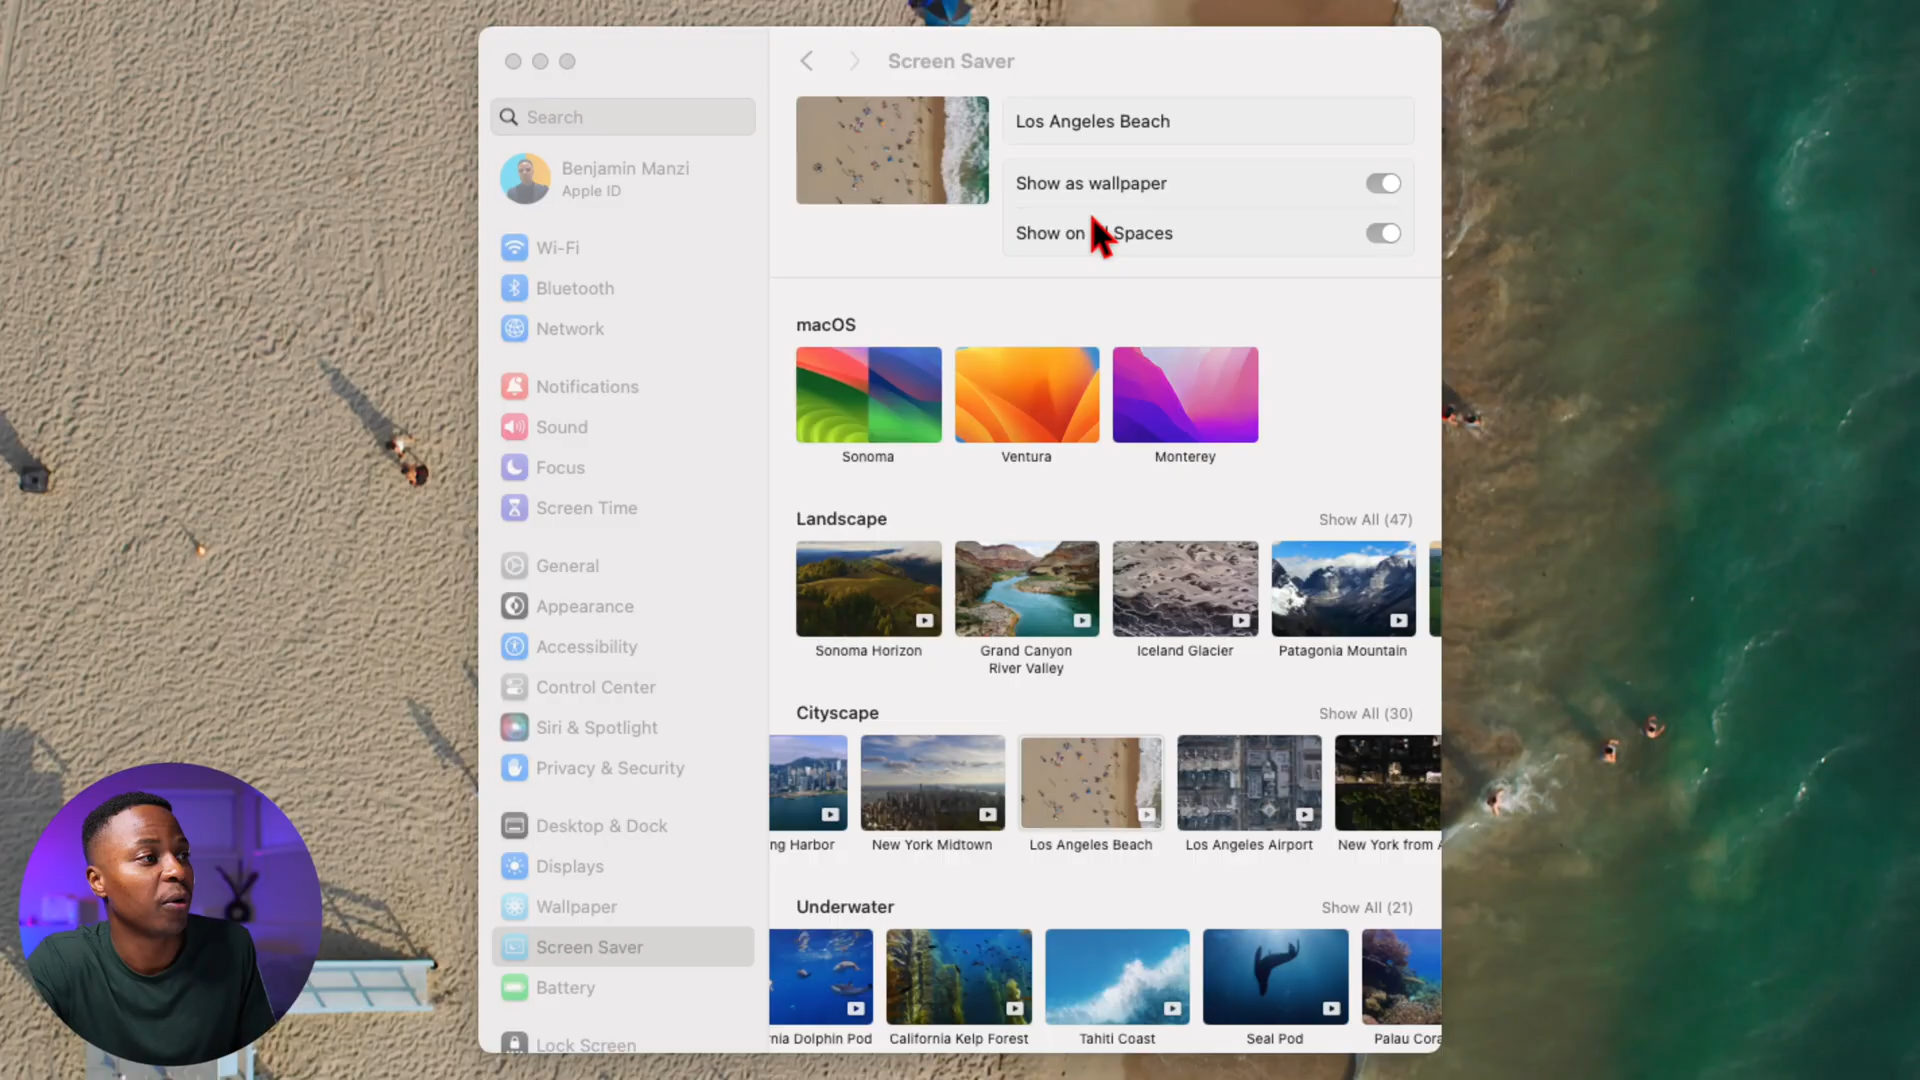 Screen Saver
Search
Benjamin Manzi
Apple ID
Wi-Fi
Bluetooth
Network
Notifications
Sound
Focus
Screen Time
General
Appearance
Accessibility
Control Center
Siri & Spotlight
Privacy & Security
Desktop & Dock
Displays
Wallpaper
Screen Saver
Battery
Lock Screen
Los Angeles Beach
Show as wallpaper
Show on Spaces
macOS
Sonoma
Ventura
Monterey
Landscape
Show All (47)
Sonoma Horizon
Grand Canyon
River Valley
Iceland Glacier
Patagonia Mountain
Cityscape
Show All (30)
ng Harbor
New York Midtown
Los Angeles Beach
Los Angeles Airport
New York from
Underwater
Show All (21)
nia Dolphin Pod
California Kelp Forest
Tahiti Coast
Seal Pod
Palau Cora